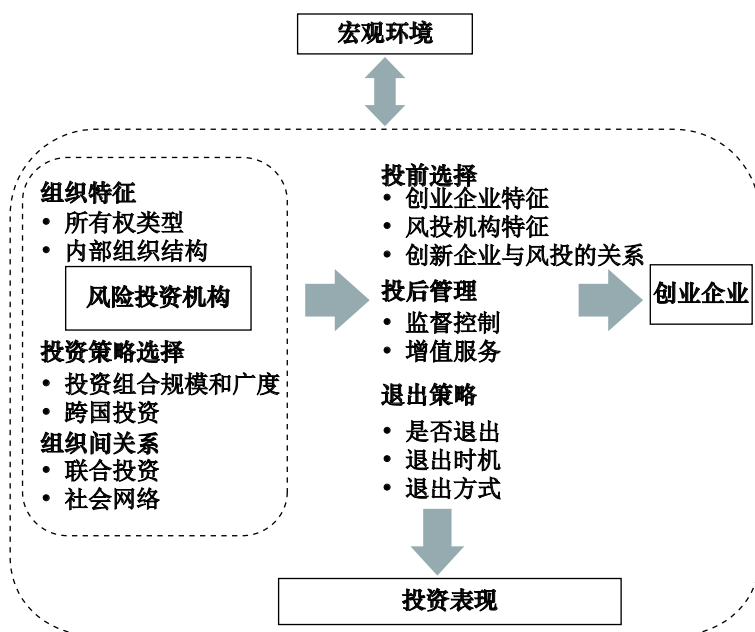 宏观环境
组织特征
• 所有权类型
• 内部组织结构
风险投资机构
投资策略选择
• 投资组合规模和广度
• 跨国投资
组织间关系
• 联合投资
• 社会网络
投前选择
• 创业企业特征
• 风投机构特征
• 创新企业与风投的关系
投后管理
• 监督控制
• 增值服务
退出策略
• 是否退出
• 退出时机
• 退出方式
创业企业
投资表现